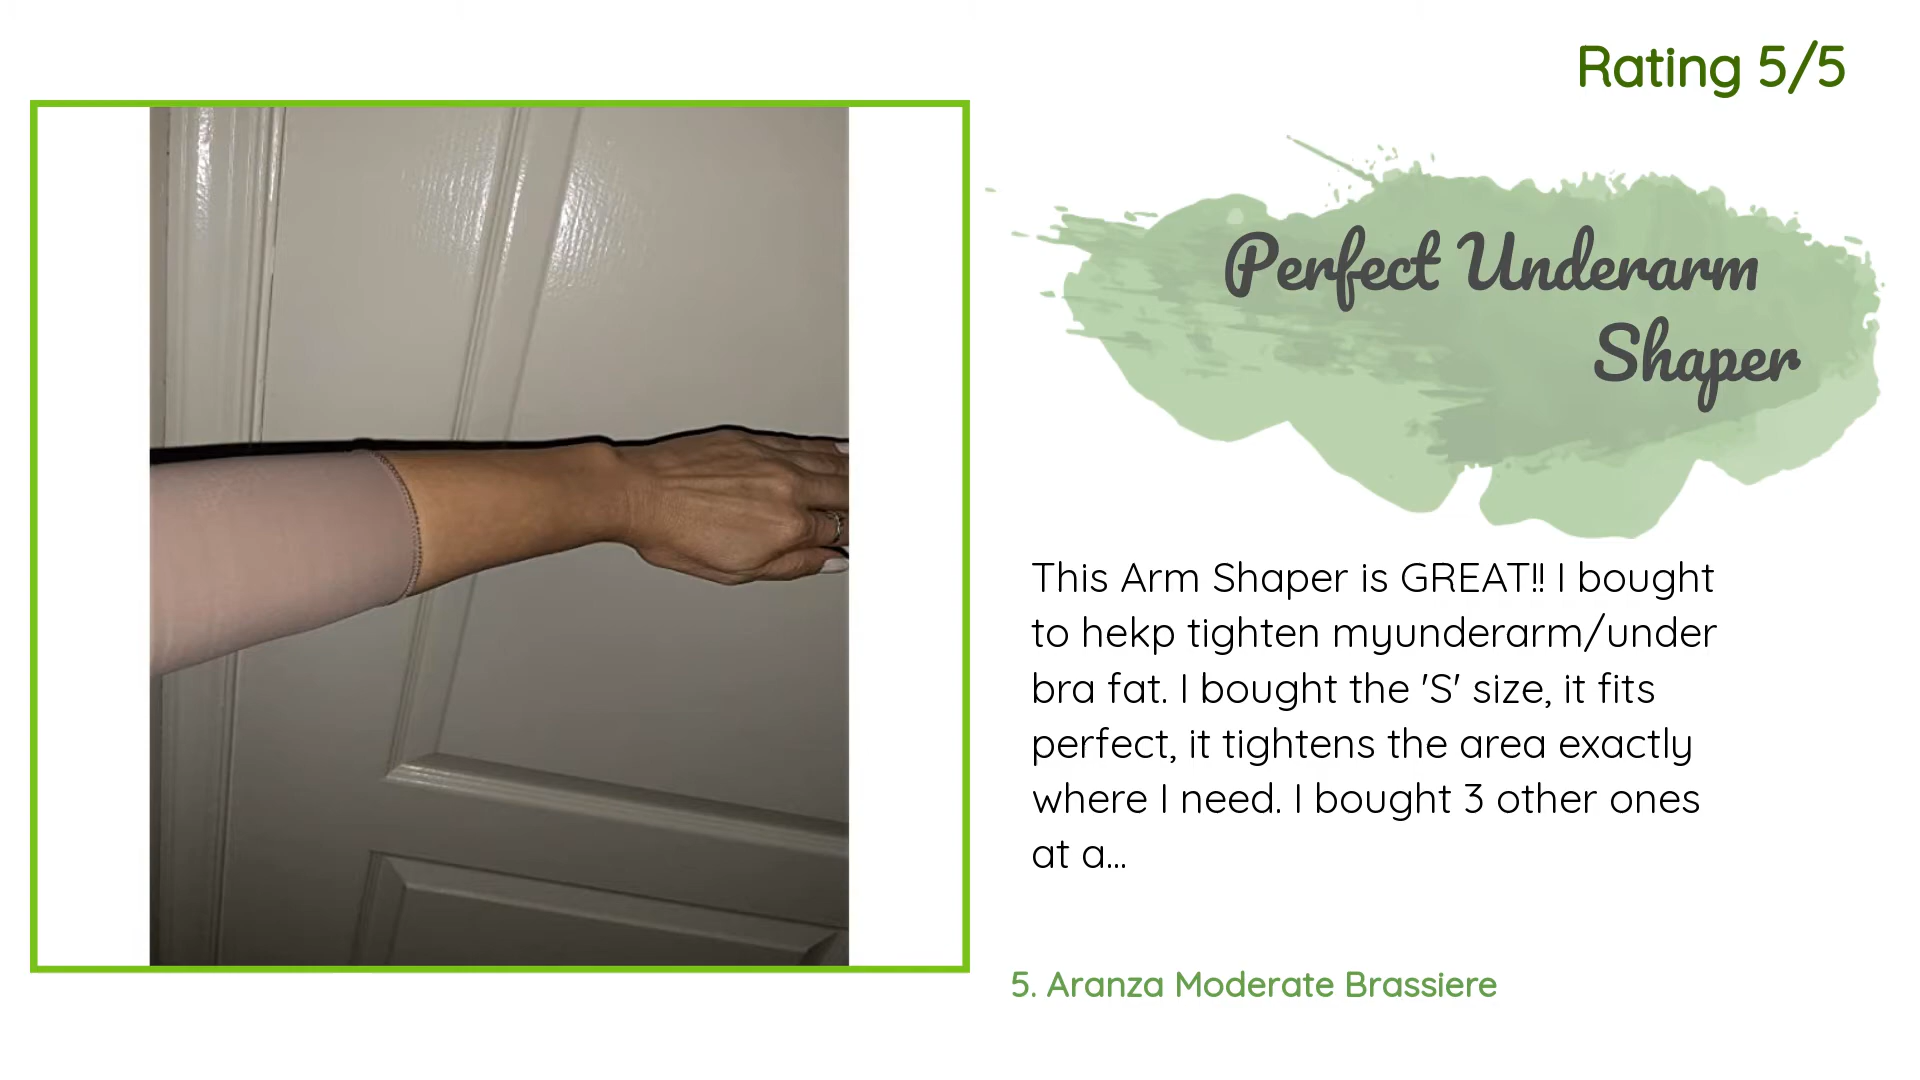 Rating 5/5
Perfect Underarm
Shaper
This Arm Shaper is GREAT!! I bought
to hekp tighten myunderarm/under
bra fat. I bought the 'S' size, it fits
perfect, it tightens the area exactly
where I need. I bought 3 other ones
at a...
5. Aranza Moderate Brassiere